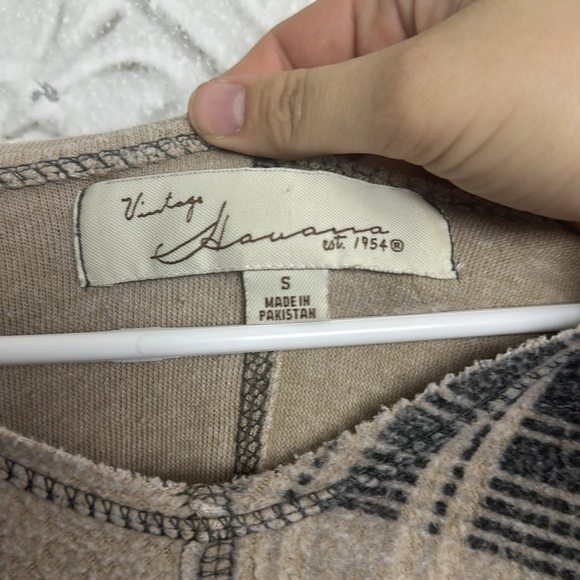 Vintage
Havana
est. 1954®
S
MADE IN
PAKISTAN